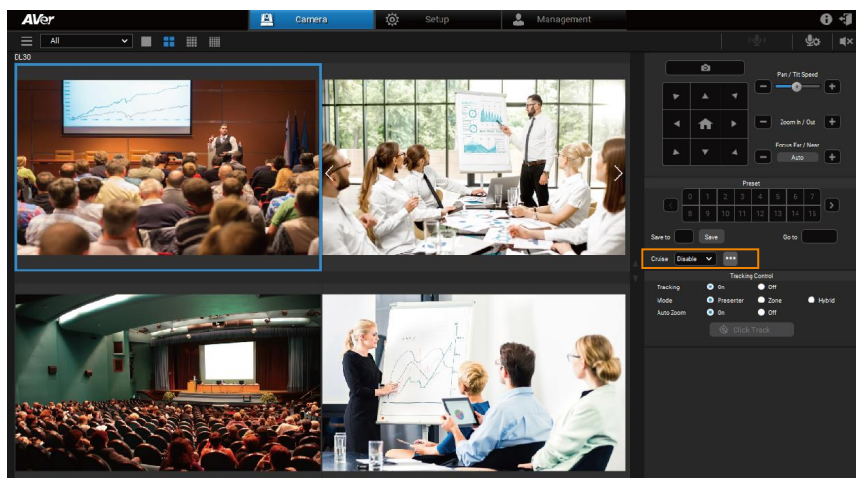 AVer
Camera
Setup
Management
All
DL30
Pan / Tilt Speed
Zoom In / Out
Focus Far / Near
Auto
Preset
0 1 2 3 4 5 6 7
8 9 10 11 12 13 14 15
Save to Save Go to
Cruise Disable
Tracking Control
Tracking On Off
Mode Presenter Zone Hybrid
Auto Zoom On Off
Click Track